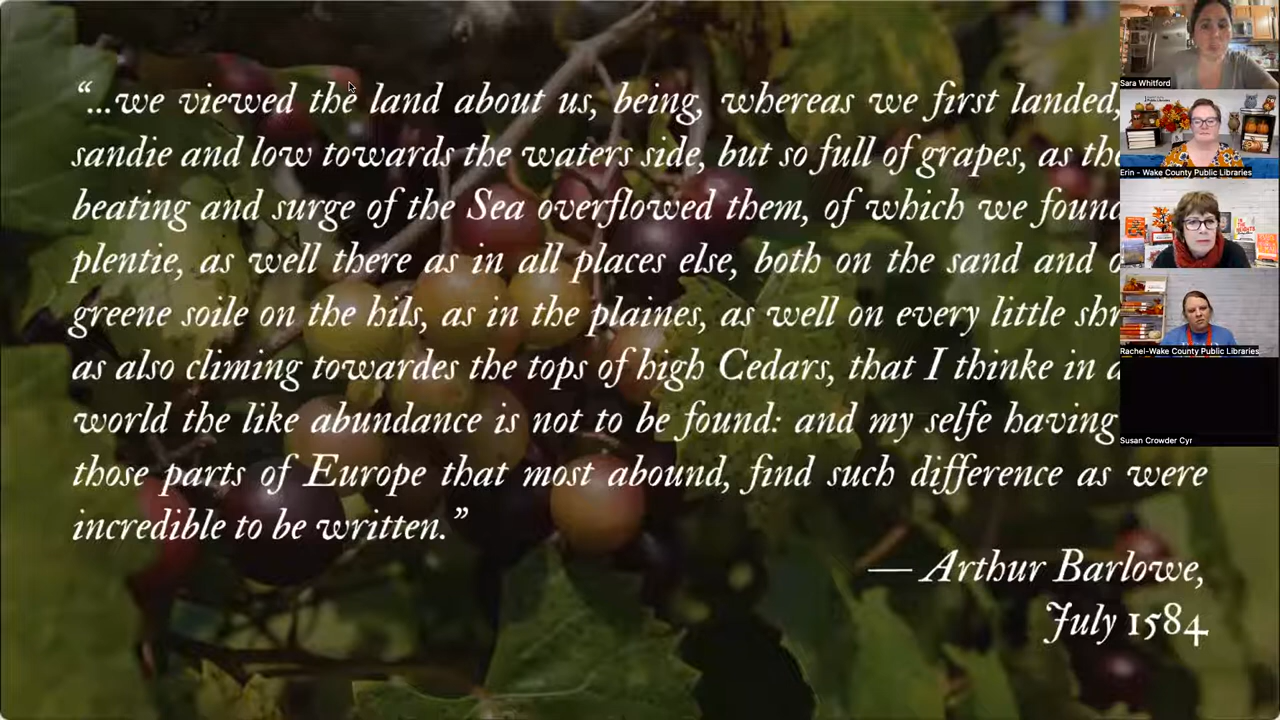 “...we viewed the land about us, being, whereas we first landed,
sandie and low towards the waters side, but so full of grapes, as the
beating and surge of the Sea overflowed them, of which we found
plentie, as well there as in all places else, both on the sand and
greene soile on the hils, as in the plaines, as well on every little
as also climing towardes the tops of high Cedars, that I thinke in
world the like abundance is not to be found: and my selfe having
those parts of Europe that most abound, find such difference as were
incredible to be written.”
— Arthur Barlowe,
July 1584
Sara Whitford
Erin - Wake County Public Libraries
Rachel-Wake County Public Libraries
Susan Crowder Cyr